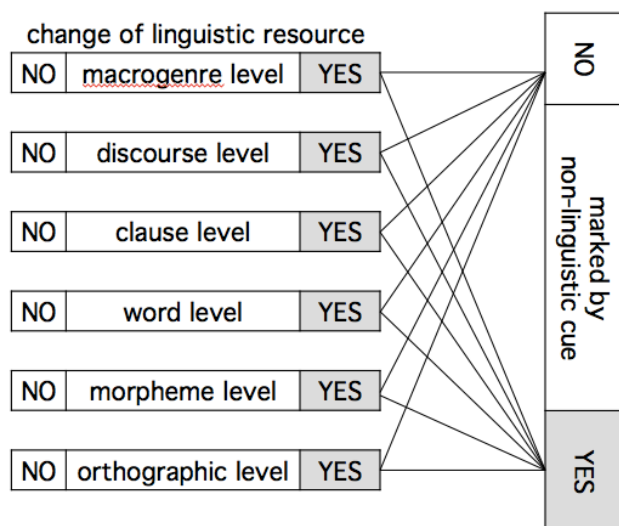 change of linguistic resource
NO macrogenre level YES
NO discourse level YES
NO clause level YES
NO word level YES
NO morpheme level YES
NO orthographic level YES
NO
marked by
non-linguistic cue
YES